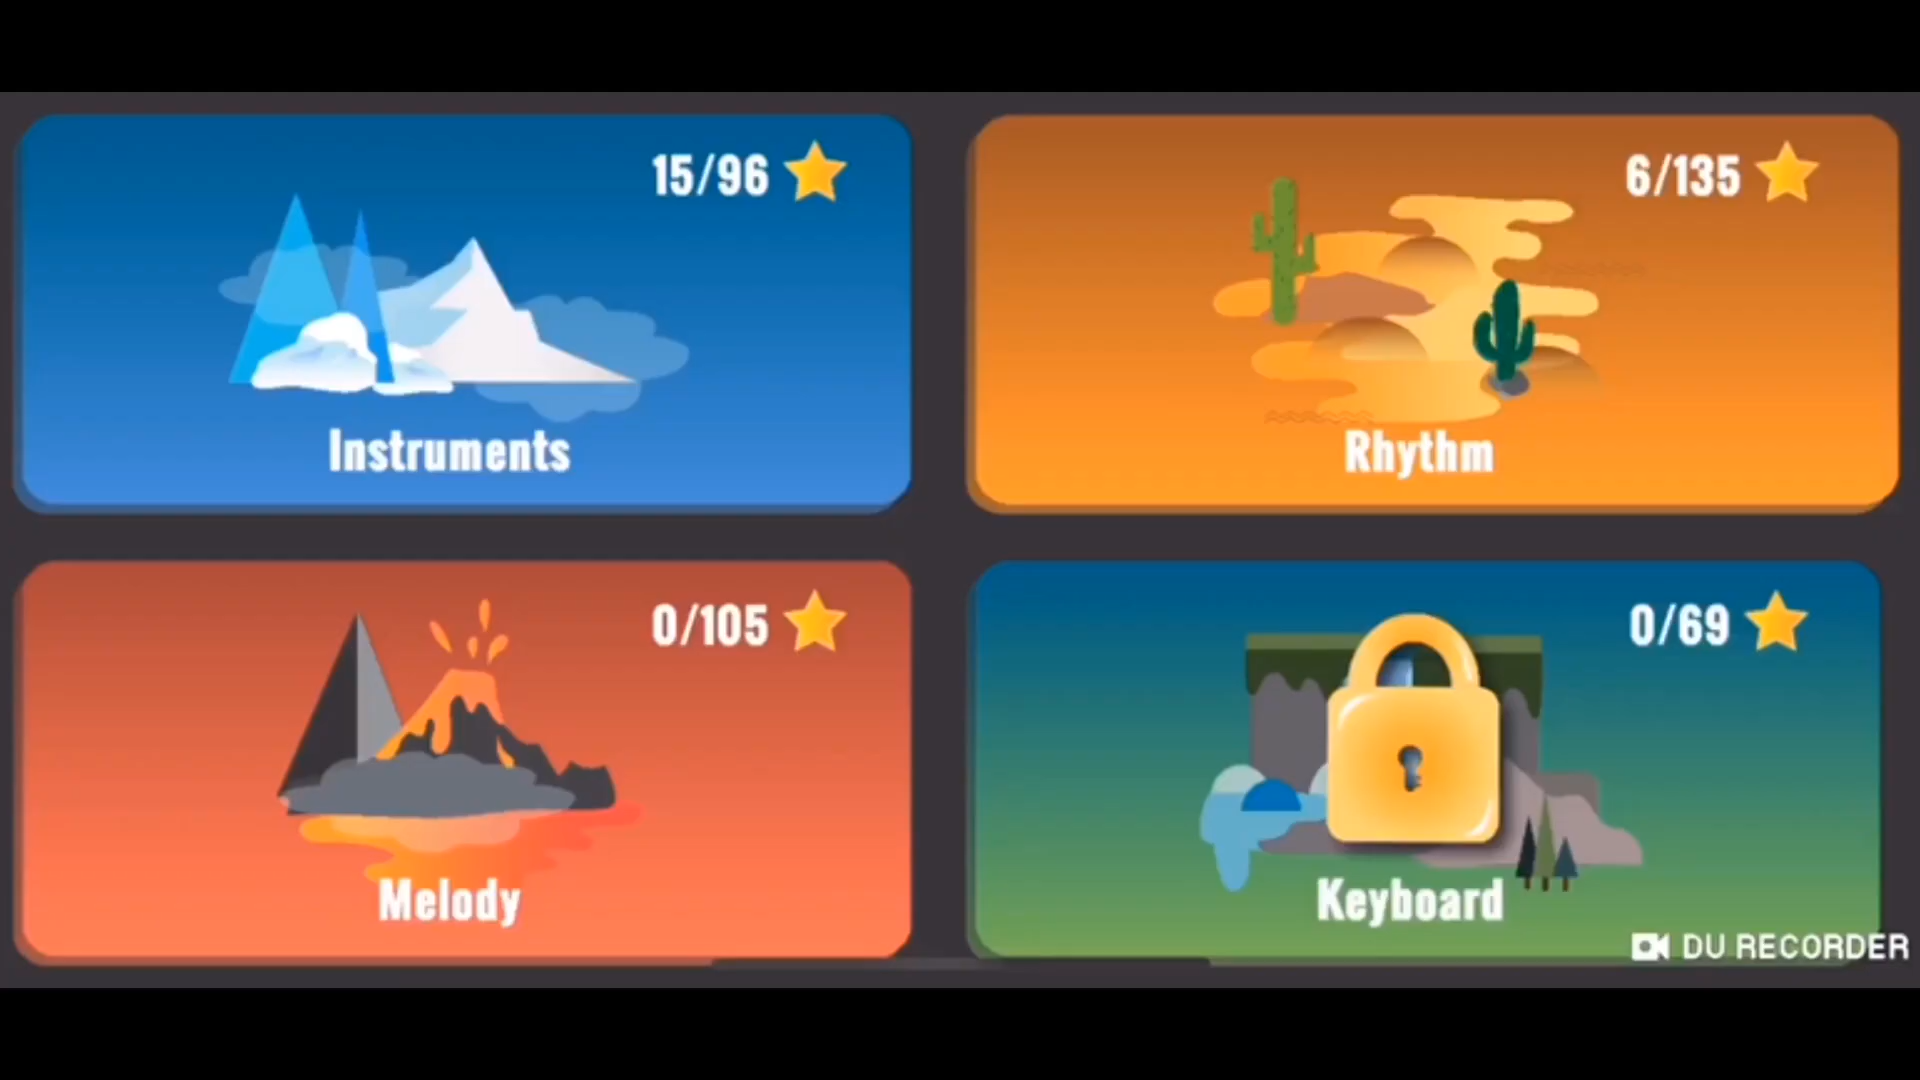 15/96
Instruments
6/135
Rhythm
0/105
Melody
0/69
Keyboard
DU RECORDER